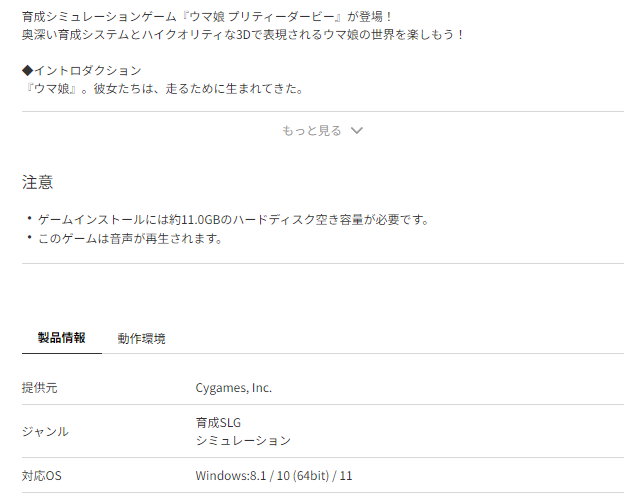 育成シミュレーションゲーム『ウマ娘 プリティーダービー』が登場！
奥深い育成システムとハイクオリティな3Dで表現されるウマ娘の世界を楽しもう！
◆イントロダクション
『ウマ娘』。彼女たちは、走るために生まれてきた。
もっと見る
注意
• ゲームインストールには約11.0GBのハードディスク空き容量が必要です。
• このゲームは音声が再生されます。
製品情報 動作環境
提供元 Cygames, Inc.
ジャンル 育成SLG
シミュレーション
対応OS Windows:8.1 / 10 (64bit) / 11